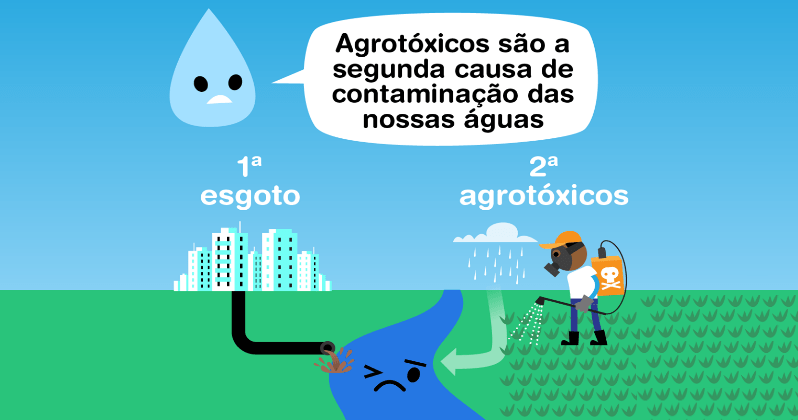 Agrotóxicos são a
segunda causa de
contaminação das
nossas águas
1ª
esgoto
2ª
agrotóxicos